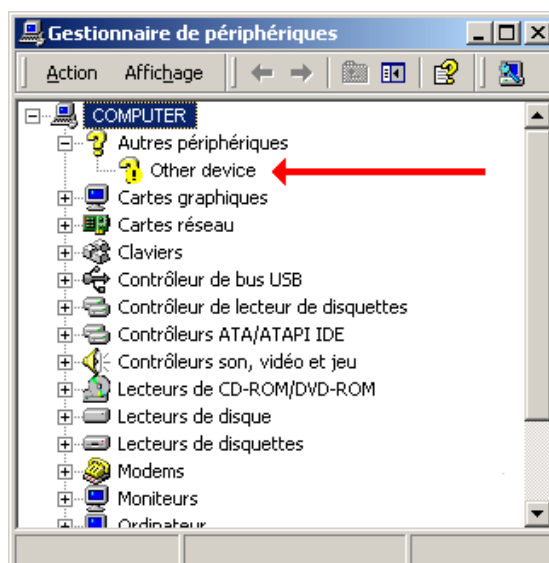 Gestionnaire de périphériques
Action Affichage
COMPUTER
Autres périphériques
Other device
Cartes graphiques
Cartes réseau
Claviers
Contrôleur de bus USB
Contrôleur de lecteur de disquettes
Contrôleurs ATA/ATAPI IDE
Contrôleurs son, vidéo et jeu
Lecteurs de CD-ROM/DVD-ROM
Lecteurs de disque
Lecteurs de disquettes
Modems
Moniteurs
Ordinateur